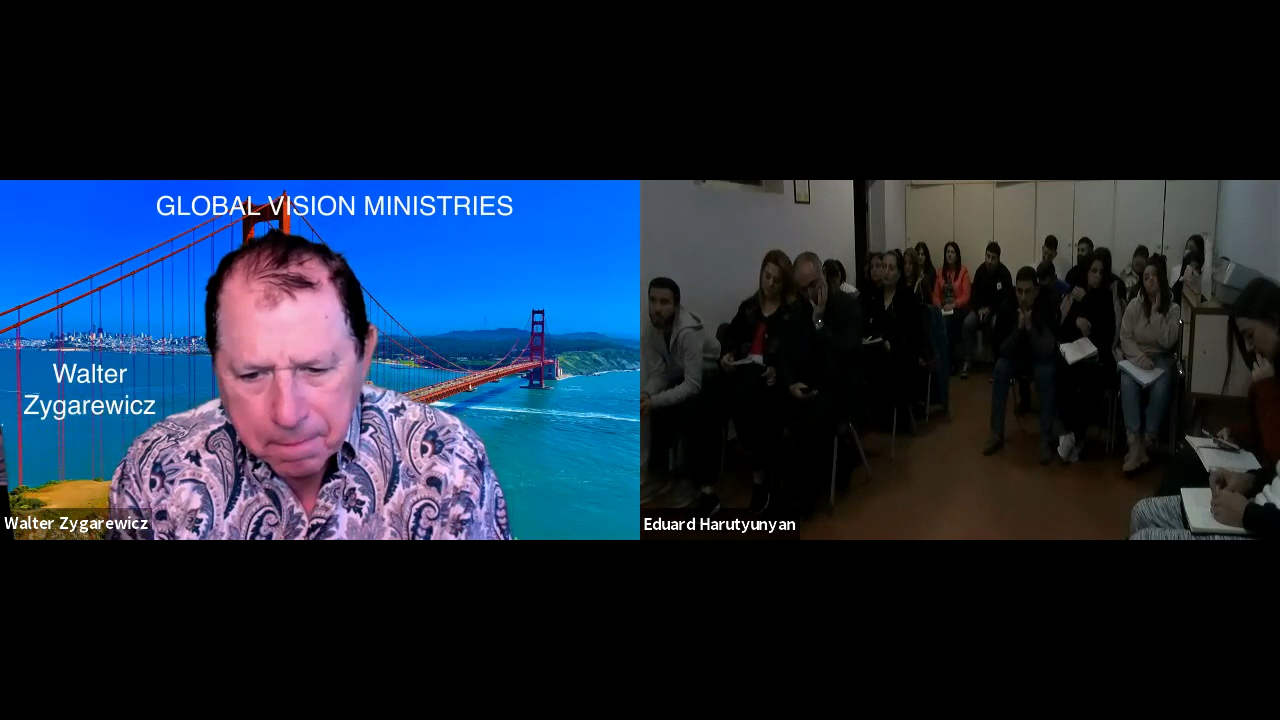 GLOBAL VISION MINISTRIES
Walter
Zygarewicz
Walter Zygarewicz
Eduard Harutyunyan